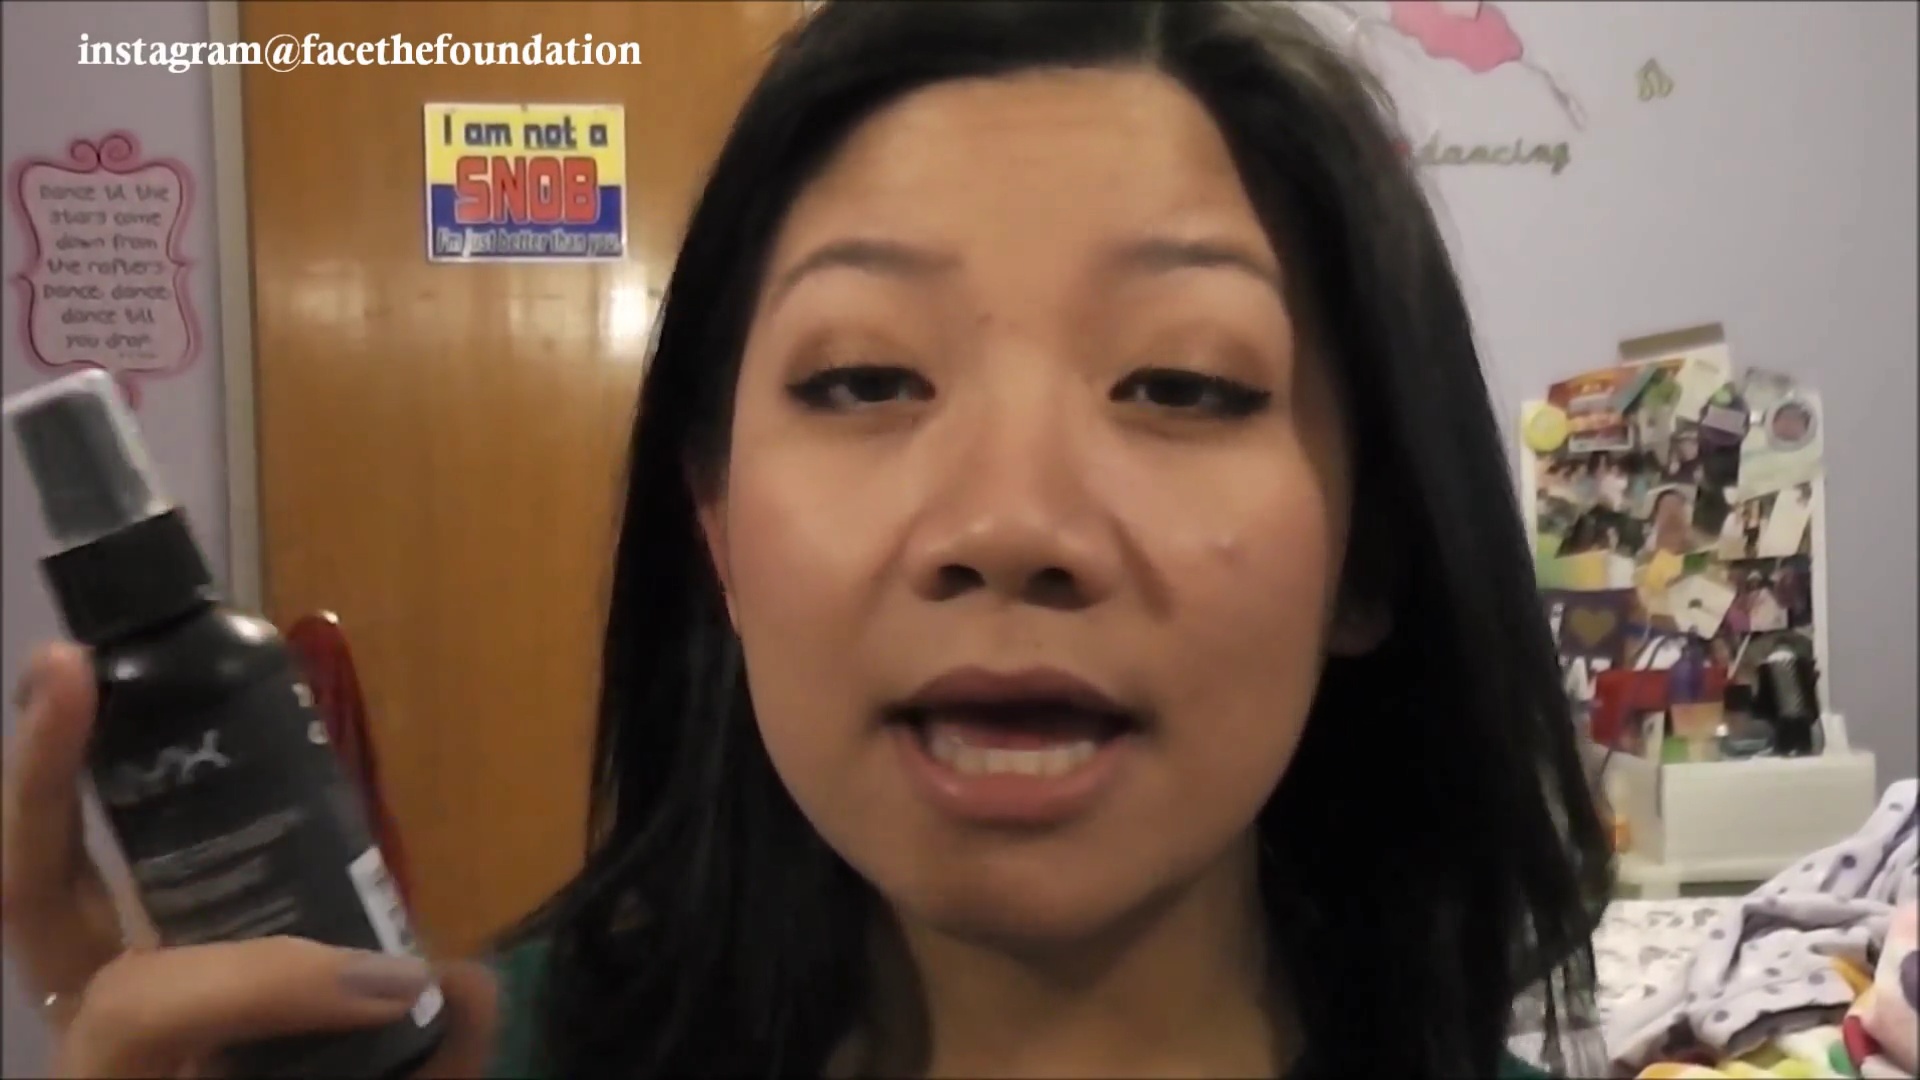 instagram@facethefoundation
I am not a
SNOB
I'm just better than you.
Dance til the
stars come
down from
the rafters
Dance, dance,
dance till
you drop.
dancing
NYX